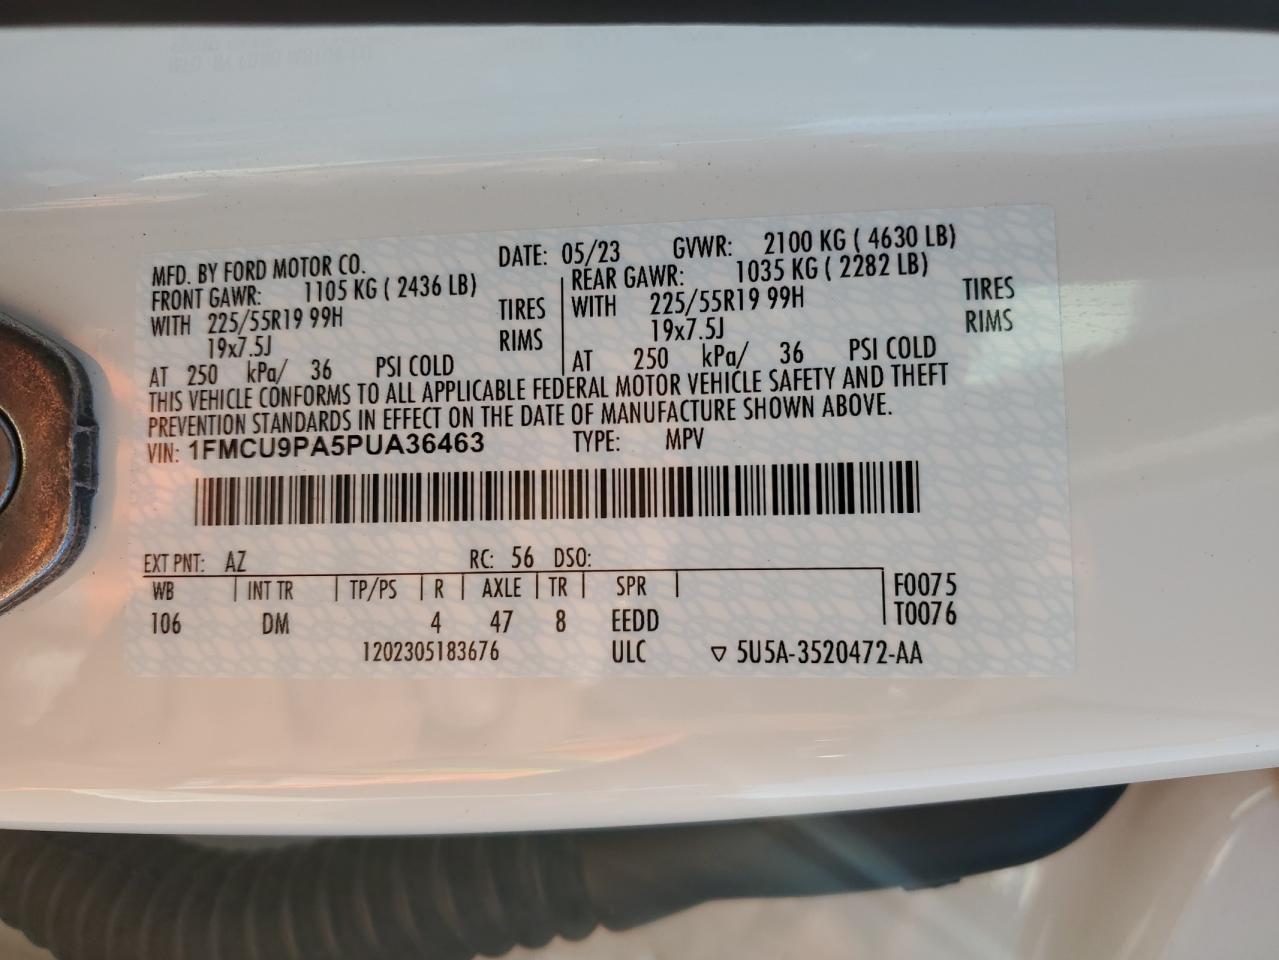 MFD. BY FORD MOTOR CO. DATE: 05/23 GVWR: 2100 KG ( 4630 LB)
FRONT GAWR: 1105 KG ( 2436 LB) REAR GAWR: 1035 KG ( 2282 LB)
WITH 225/55R19 99H TIRES WITH 225/55R19 99H TIRES
19x7.5J RIMS 19x7.5J RIMS
AT 250 kPa/ 36 PSI COLD AT 250 kPa/ 36 PSI COLD
THIS VEHICLE CONFORMS TO ALL APPLICABLE FEDERAL MOTOR VEHICLE SAFETY AND THEFT
PREVENTION STANDARDS IN EFFECT ON THE DATE OF MANUFACTURE SHOWN ABOVE.
VIN: 1FMCU9PA5PUA36463 TYPE: MPV
EXT PNT: AZ RC: 56 DSO:
WB INT TR TP/PS R AXLE TR SPR F0075
106 DM 4 47 8 EEDD T0076
1202305183676 ULC ▽ 5U5A-3520472-AA